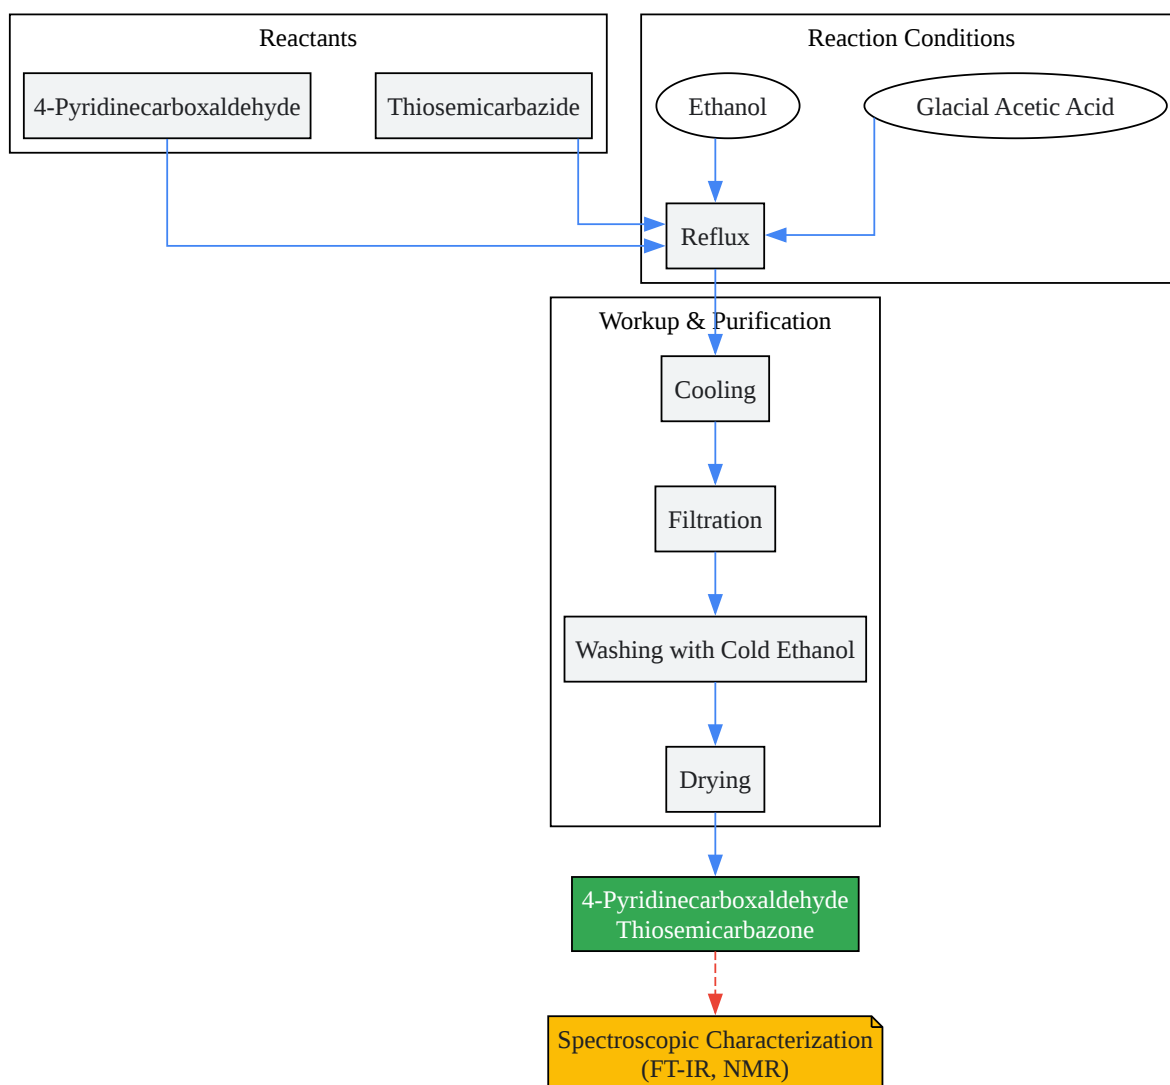 Reactants
4-Pyridinecarboxaldehyde
Thiosemicarbazide
Reaction Conditions
Ethanol
Glacial Acetic Acid
Reflux
Workup & Purification
Cooling
Filtration
Washing with Cold Ethanol
Drying
4-Pyridinecarboxaldehyde
Thiosemicarbazone
Spectroscopic Characterization
(FT-IR, NMR)